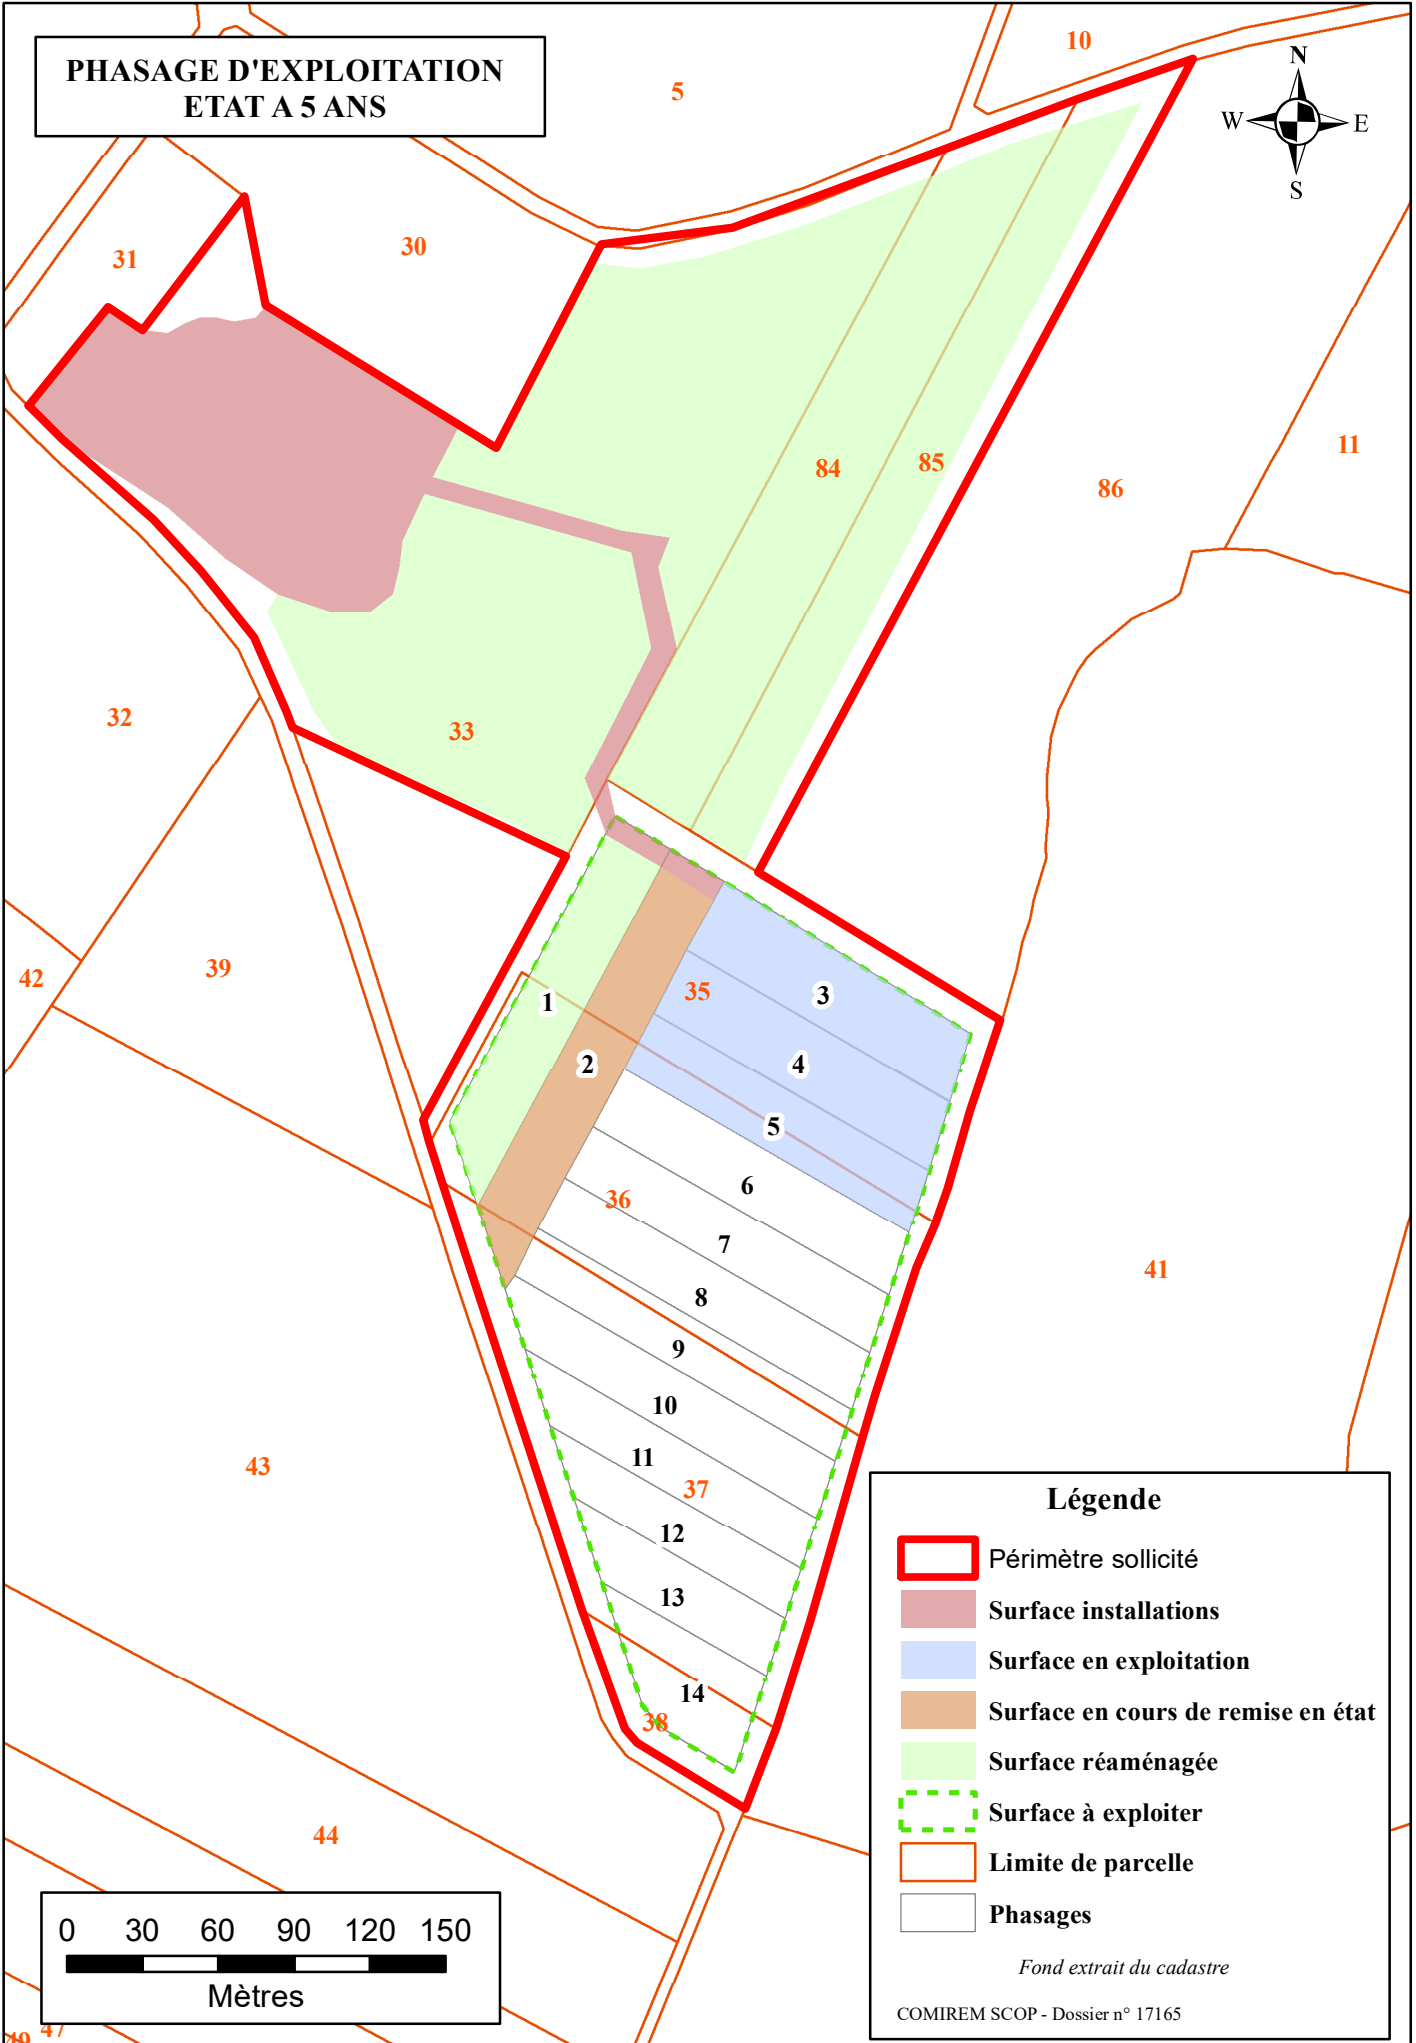 PHASAGE D'EXPLOITATION
ETAT A 5 ANS
10
5
N
W
E
S
31
30
11
84
85
86
32
33
42
39
35
3
1
2
4
5
6
36
7
8
9
41
10
11
43
37
12
13
14
38
44
Légende
Périmètre sollicité
Surface installations
Surface en exploitation
Surface en cours de remise en état
Surface réaménagée
Surface à exploiter
Limite de parcelle
Phasages
Fond extrait du cadastre
COMIREM SCOP - Dossier n° 17165
0 30 60 90 120 150
Mètres
49
47